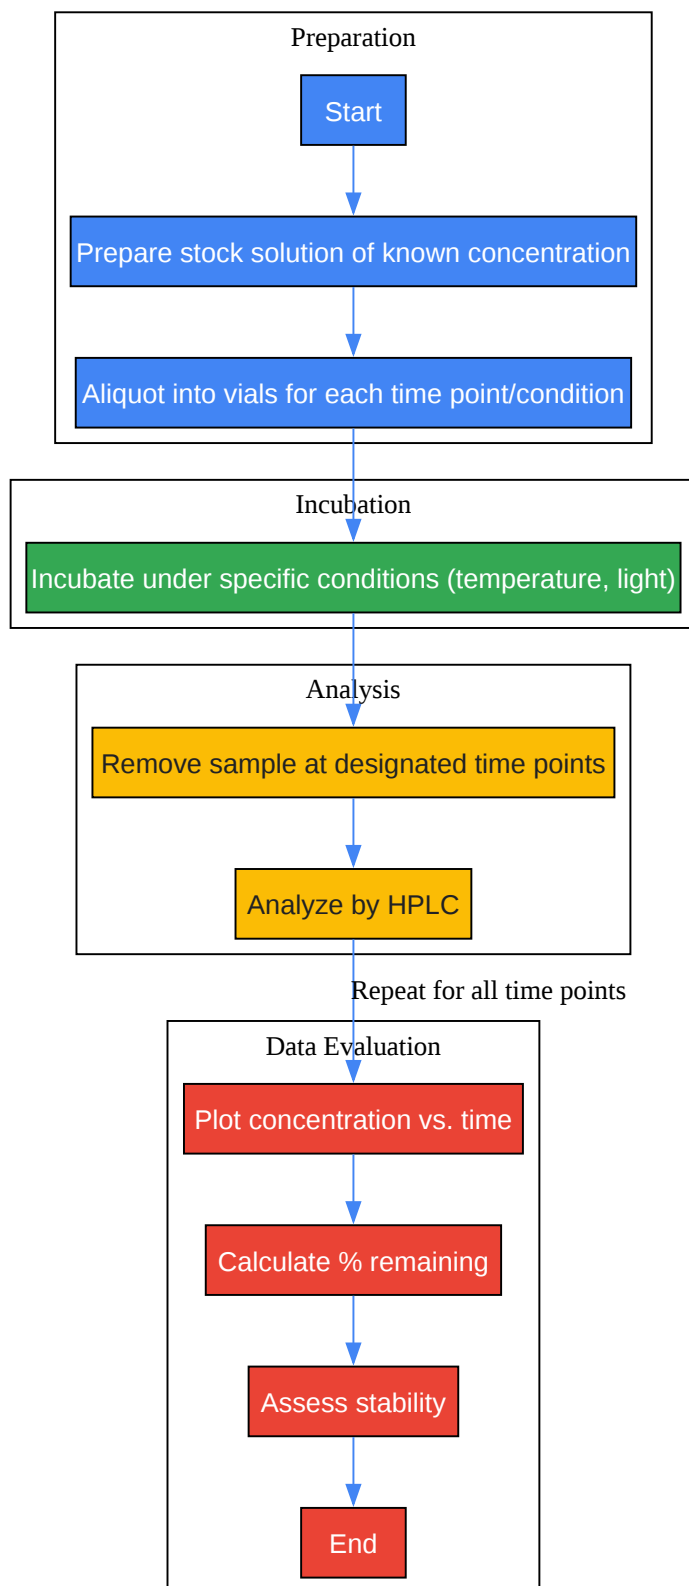 Preparation
Start
Prepare stock solution of known concentration
Aliquot into vials for each time point/condition
Incubation
Incubate under specific conditions (temperature, light)
Analysis
Remove sample at designated time points
Analyze by HPLC
Repeat for all time points
Data Evaluation
Plot concentration vs. time
Calculate % remaining
Assess stability
End